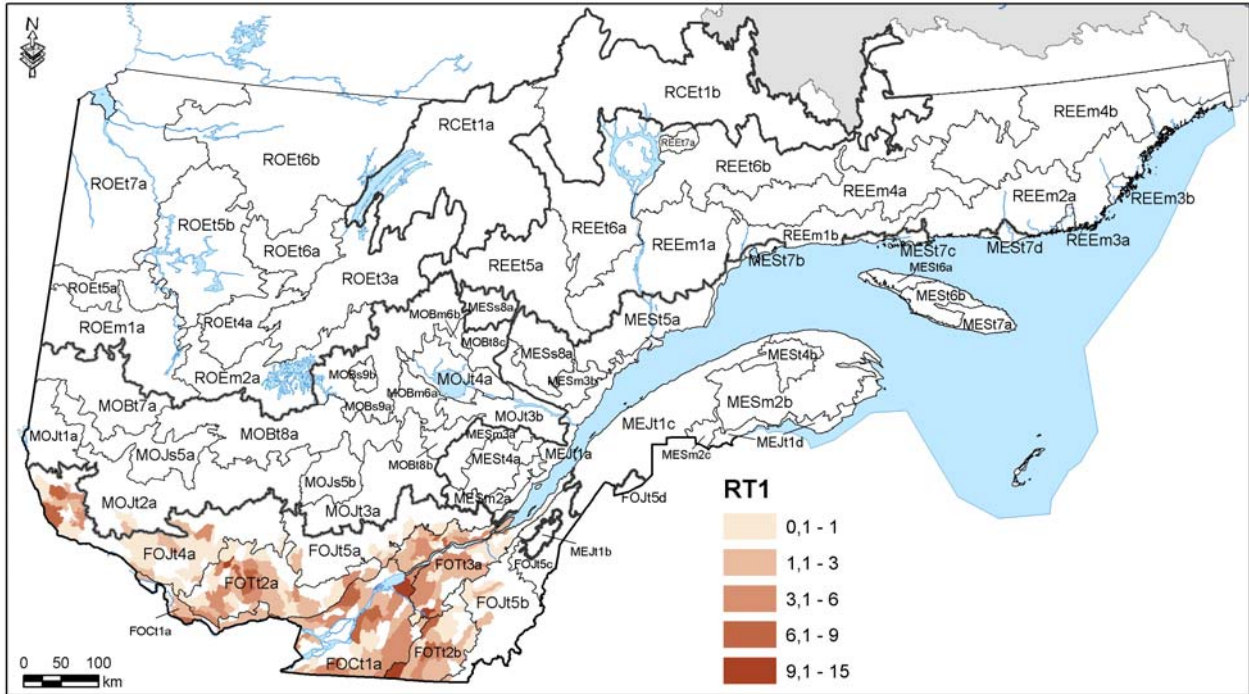 N
RCEt1b
REEm4b
RCEt1a
REEt7a
ROEt6b
REEt6b
ROEt7a
REEm4a
REEm2a
REEm3b
ROEt5b
REEt6a
REEm1a
REEm1b
REEm3a
ROEt6a
MESt7b
MESt7c
MESt7d
REEt5a
MESt6a
ROEt3a
ROEt5a
MESt6b
MOBm6b
MESs8a
MESt5a
MESt7a
ROEt4a
ROEm1a
MOBt8c
MESs8a
MESt4b
ROEm2a
MOBs9b
MOJt4a
MESm3b
MOBm6a
MESm2b
MOBt7a
MOBs9a
MOJt3b
MEJt1c
MOJt1a
MOBt8a
MESm3a
MEJt1d
MEJt1a
MESm2c
MOJs5a
MESt4a
MOBt8b
MOJs5b
FOJt5d
MOJt2a
MESm2a
RT1
MOJt3a
0,1 - 1
MEJt1b
FOJt4a
FOJt5a
1,1 - 3
FOTt3a
FOJt5c
FOTt2a
3,1 - 6
FOJt5b
FOCt1a
6,1 - 9
FOCt1a
FOTt2b
9,1 - 15
0 50 100
km